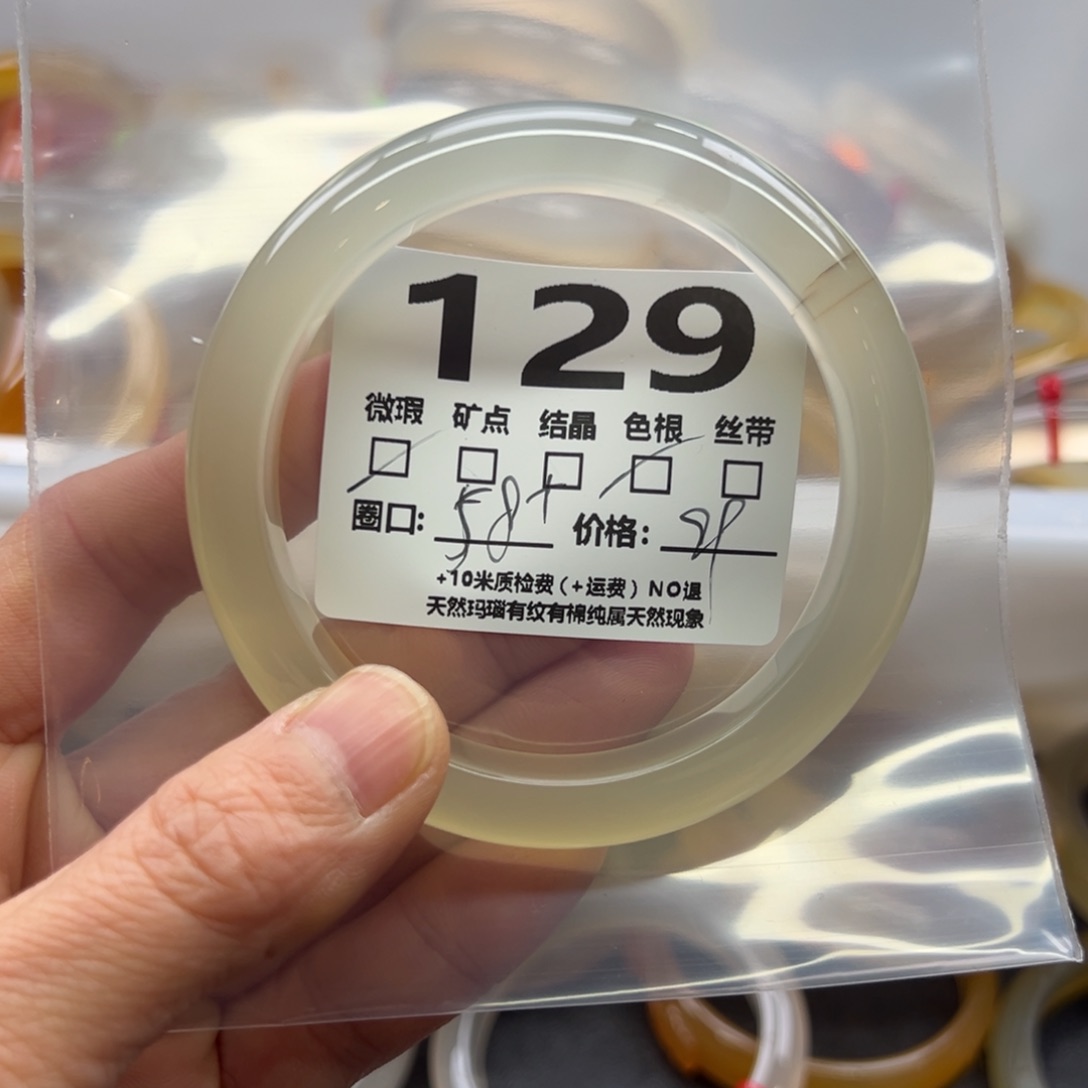 129
微瑕 矿点 结晶 色根 丝带
圈口: 58+ 价格:
+10米质检费(+运费)NO退
天然玛瑙有纹有棉纯属天然现象